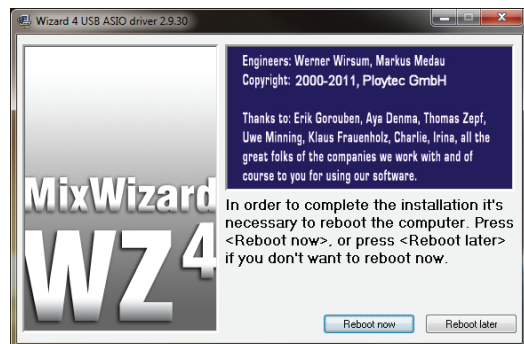 Wizard 4 USB ASIO driver 2.9.30
Engineers: Werner Wirsum, Markus Medau
Copyright: 2000-2011, Ploytec GmbH
Thanks to: Erik Gorouben, Aya Denma, Thomas Zepf,
Uwe Minning, Klaus Frauenholz, Charlie, Irina, all the
great folks of the companies we work with and of
course to you for using our software.
MixWizard
WZ4
In order to complete the installation it's
necessary to reboot the computer. Press
<Reboot now>, or press <Reboot later>
if you don't want to reboot now.
Reboot now
Reboot later